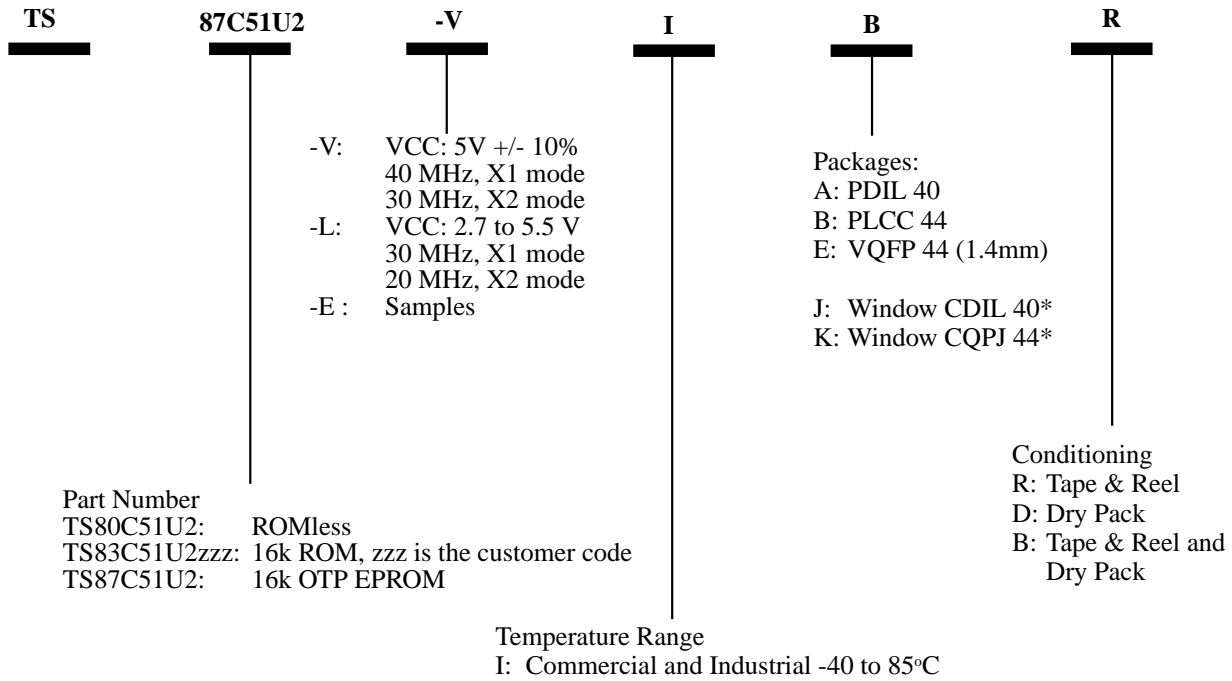 TS 87C51U2 -V I B R
-V: VCC: 5V +/- 10%
40 MHz, X1 mode
30 MHz, X2 mode
-L: VCC: 2.7 to 5.5 V
30 MHz, X1 mode
20 MHz, X2 mode
-E : Samples
Packages:
A: PDIL 40
B: PLCC 44
E: VQFP 44 (1.4mm)
J: Window CDIL 40*
K: Window CQPJ 44*
Conditioning
R: Tape & Reel
D: Dry Pack
B: Tape & Reel and
Dry Pack
Part Number
TS80C51U2: ROMless
TS83C51U2zzz: 16k ROM, zzz is the customer code
TS87C51U2: 16k OTP EPROM
Temperature Range
I: Commercial and Industrial -40 to 85°C